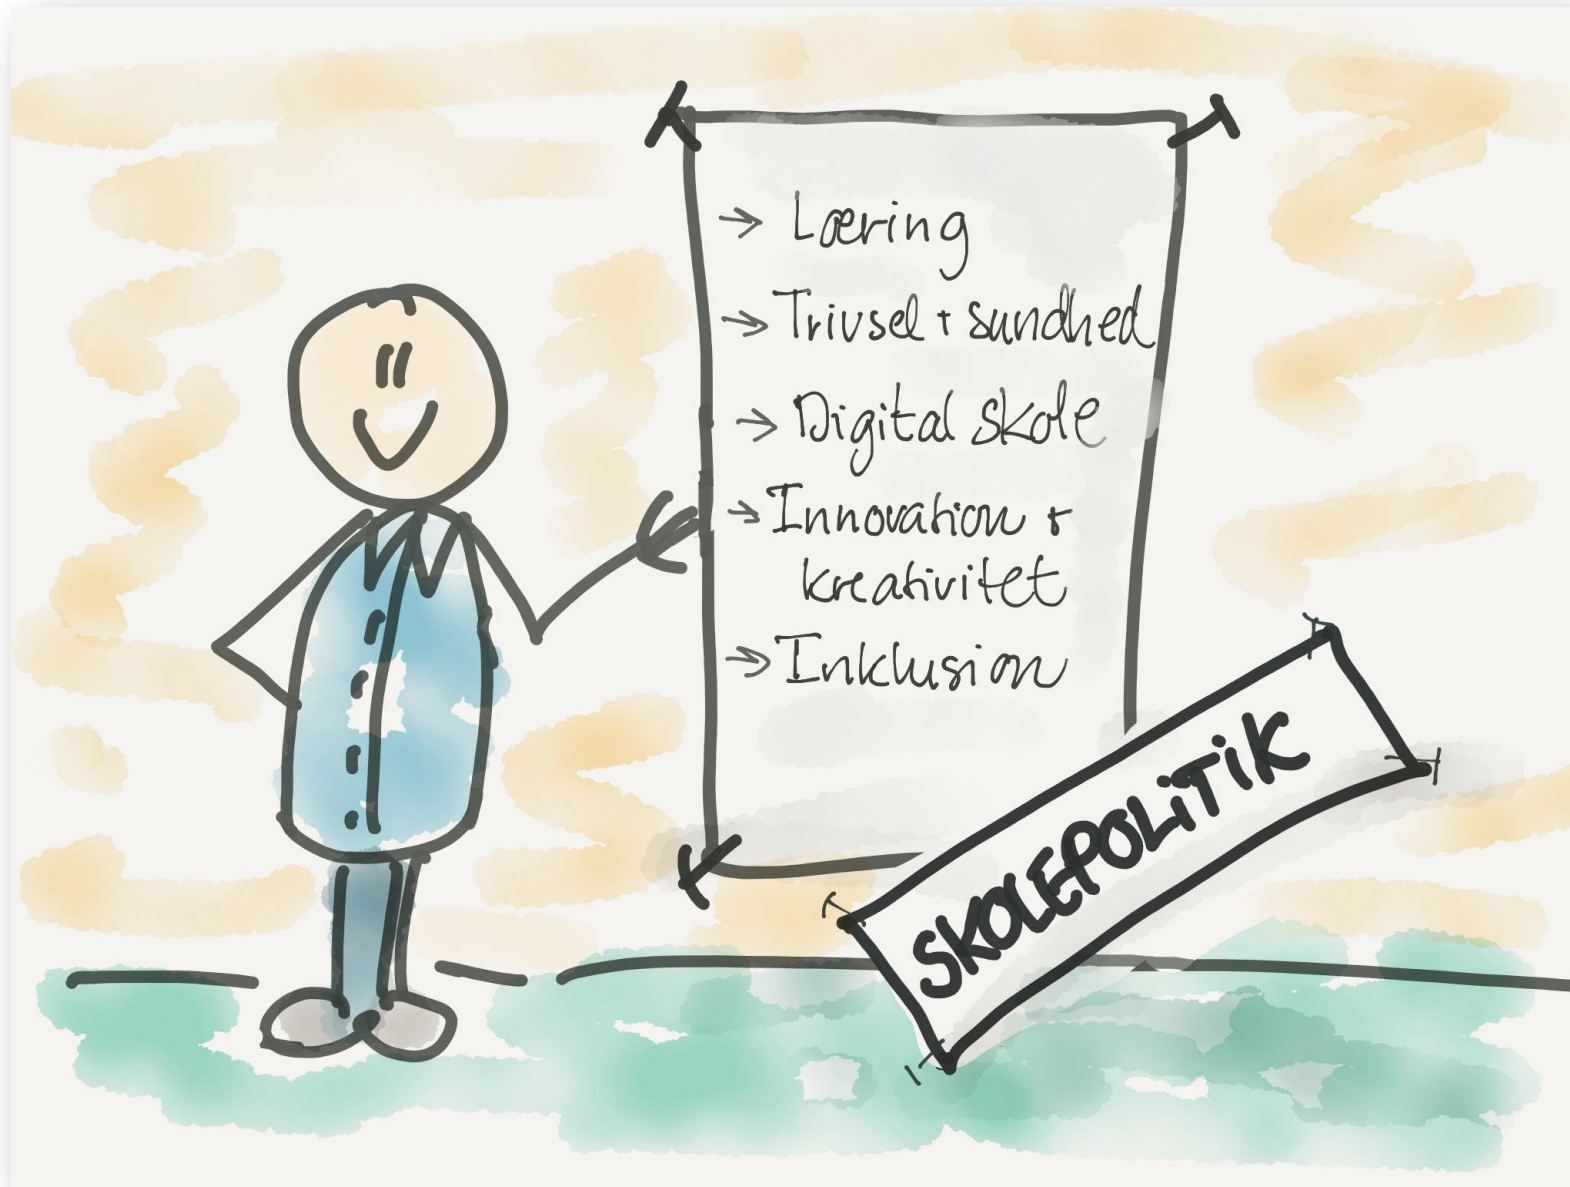 → Læring
→ Trivsel + sundhed
→ Digital skole
→ Innovation +
kreativitet
→ Inklusion
SKOLEPOLITIK